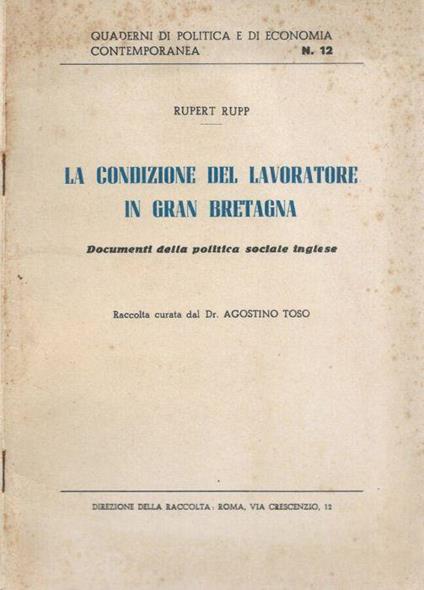 QUADERNI DI POLITICA E DI ECONOMIA
CONTEMPORANEA N. 12
RUPERT RUPP
LA CONDIZIONE DEL LAVORATORE
IN GRAN BRETAGNA
Documenti della politica sociale inglese
Raccolta curata dal Dr. AGOSTINO TOSO
DIREZIONE DELLA RACCOLTA: ROMA, VIA CRESCENZIO, 12